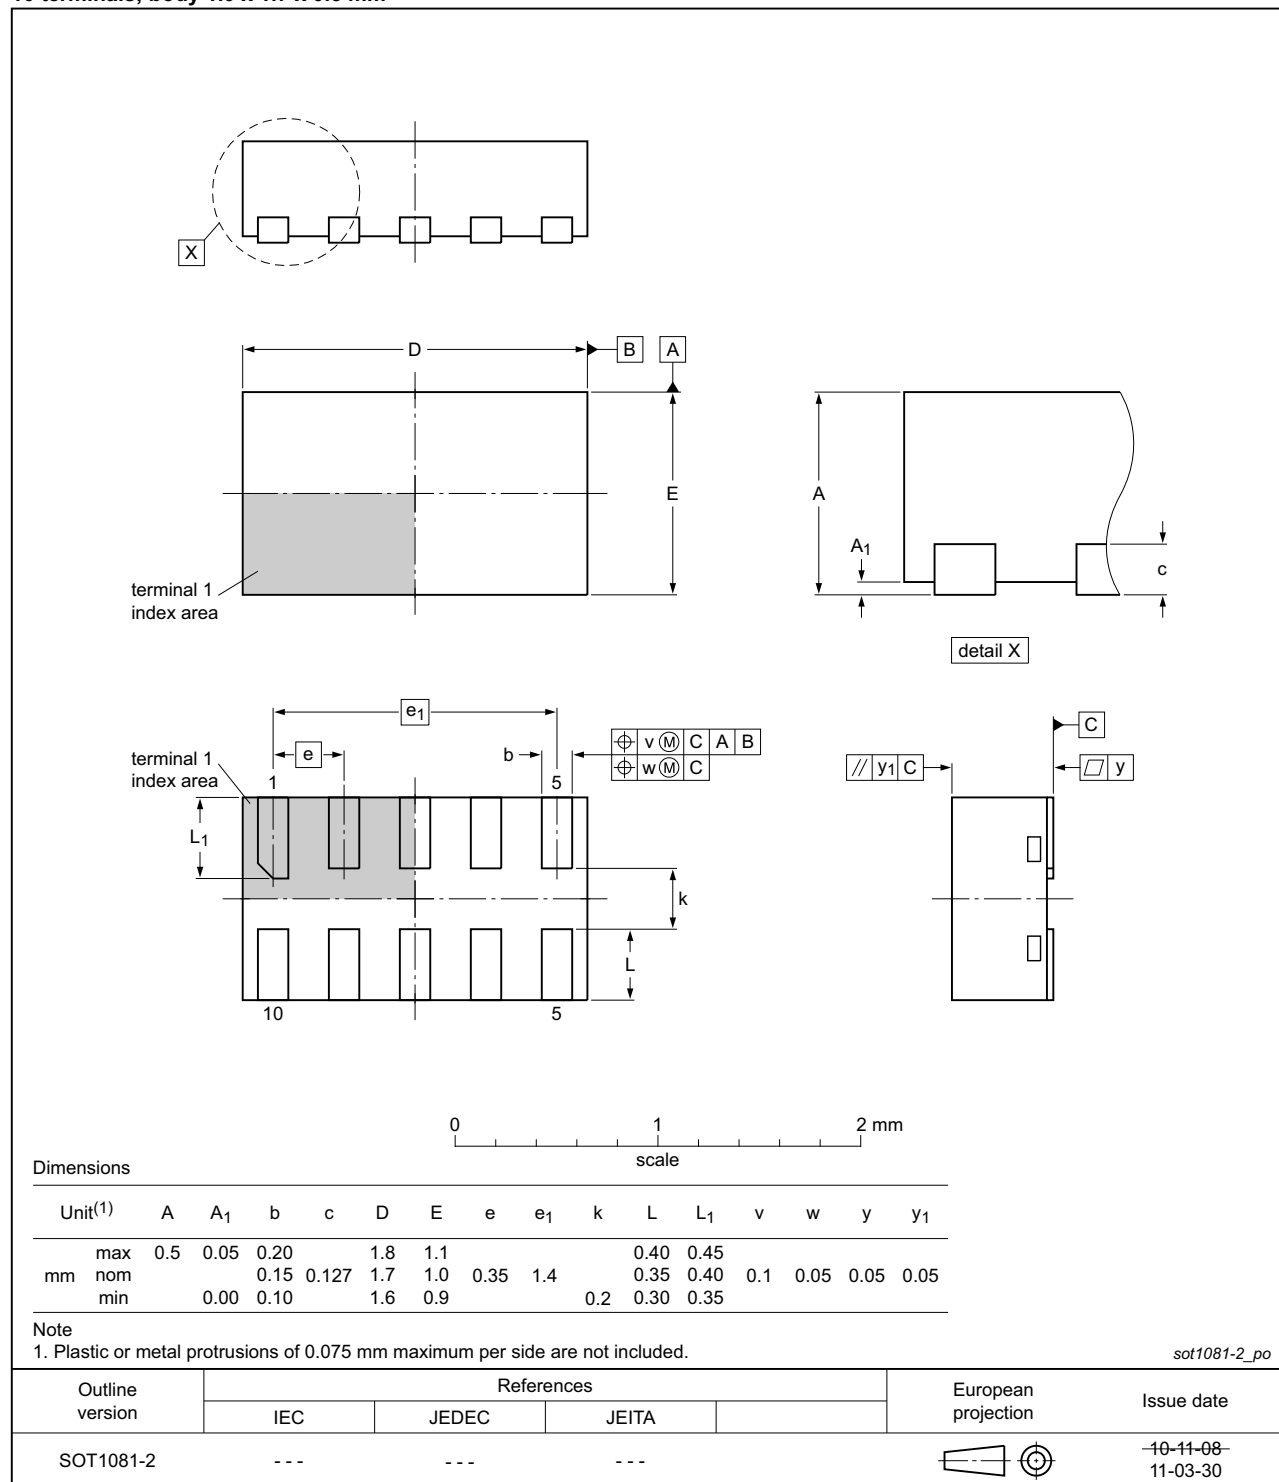 X
D
B
A
E
terminal 1
index area
A
A1
c
detail X
e1
e
b
v M C A B
w M C
terminal 1
index area
1
5
L1
k
L
10
5
C
y1 C
y
0 1 2 mm
scale
Dimensions
Unit(1) A A1 b c D E e e1 k L L1 v w y y1
max 0.5 0.05 0.20 1.8 1.1 0.40 0.45
mm nom 0.15 0.127 1.7 1.0 0.35 1.4 0.35 0.40 0.1 0.05 0.05 0.05
min 0.00 0.10 1.6 0.9 0.2 0.30 0.35
Note
1. Plastic or metal protrusions of 0.075 mm maximum per side are not included.
sot1081-2_po
Outline version
References
IEC JEDEC JEITA
European projection
Issue date
SOT1081-2 - - - - - - - - -
10-11-08
11-03-30